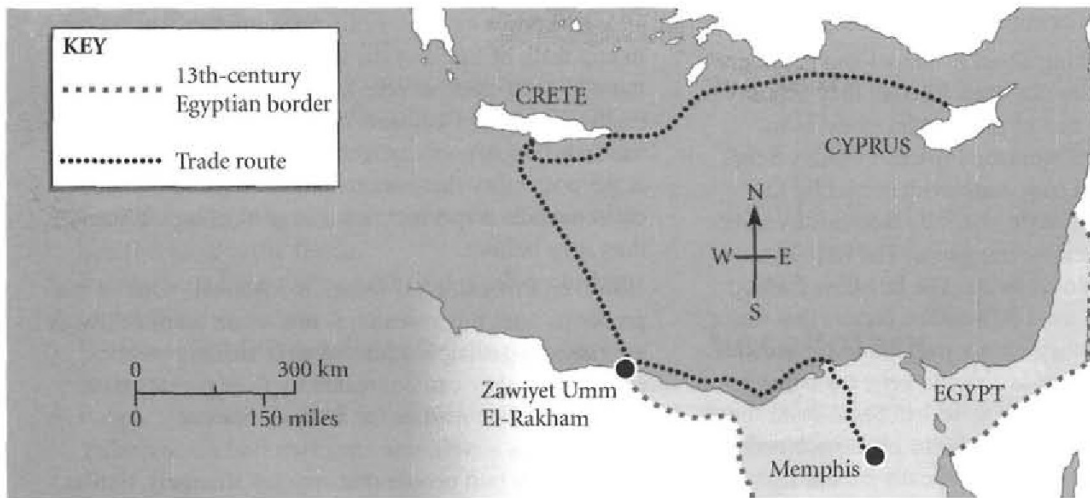 KEY
13th-century
Egyptian border
Trade route
CRETE
CYPRUS
N
W E
S
0 300 km
0 150 miles
Zawiyet Umm
El-Rakham
EGYPT
Memphis